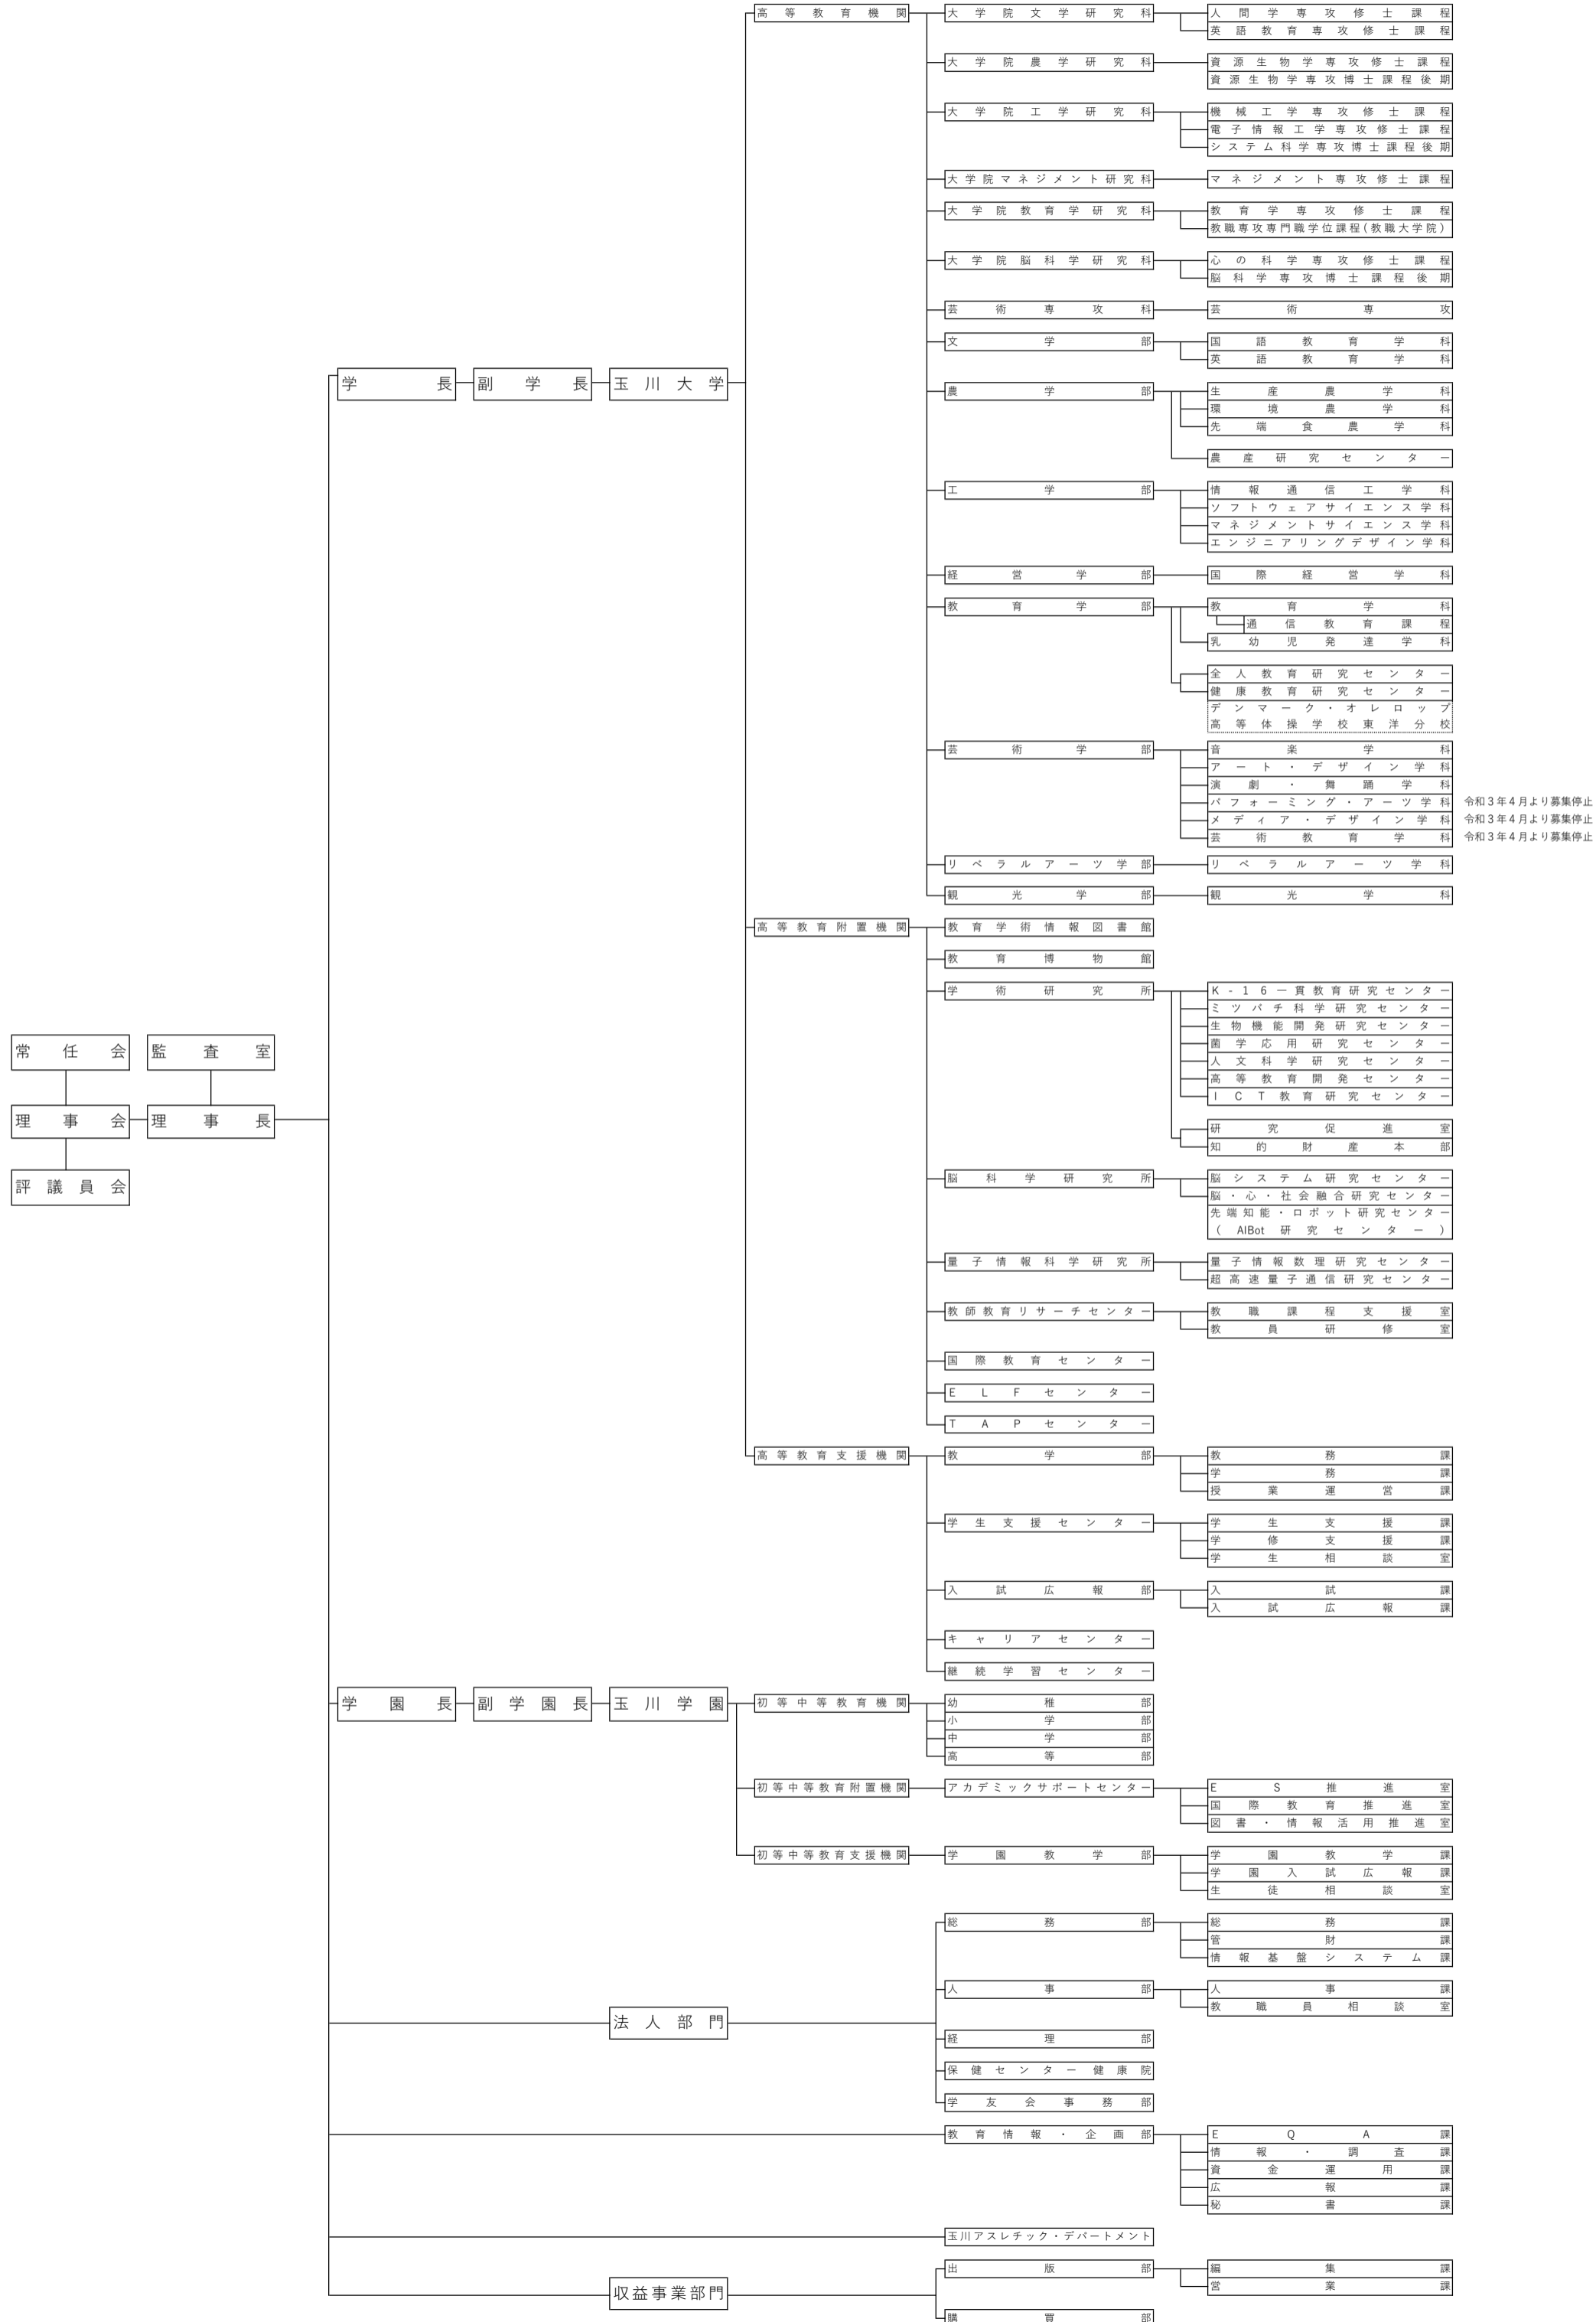 高等教育機関
大学院文学研究科
人間学専攻修士課程
英語教育専攻修士課程
大学院農学研究科
資源生物学専攻修士課程
資源生物学専攻博士課程後期
大学院工学研究科
機械工学専攻修士課程
電子情報工学専攻修士課程
システム科学専攻博士課程後期
大学院マネジメント研究科
マネジメント専攻修士課程
大学院教育学研究科
教育学専攻修士課程
教職専攻専門職学位課程(教職大学院)
大学院脳科学研究科
心の科学専攻修士課程
脳科学専攻博士課程後期
芸術専攻科
芸術専攻
文学部
国語教育学科
英語教育学科
学長
副学長
玉川大学
農学部
生産農学科
環境農学科
先端食農学科
農産研究センター
工学部
情報通信工学科
ソフトウェアサイエンス学科
マネジメントサイエンス学科
エンジニアリングデザイン学科
経営学部
国際経営学科
教育学部
教育学科
通信教育課程
乳幼児発達学科
全人教育研究センター
健康教育研究センター
デンマーク・オレロップ
高等体操学校東洋分校
芸術学部
音楽学科
アート・デザイン学科
演劇・舞踊学科
パフォーミング・アーツ学科 令和3年4月より募集停止
メディア・デザイン学科 令和3年4月より募集停止
芸術教育学科 令和3年4月より募集停止
リベラルアーツ学部
リベラルアーツ学科
観光学部
観光学科
高等教育附置機関
教育学術情報図書館
教育博物館
学術研究所
K-16一貫教育研究センター
ミツバチ科学研究センター
生物機能開発研究センター
菌学応用研究センター
人文科学研究センター
高等教育開発センター
ICT教育研究センター
研究促進室
知的財産本部
常任会
監査室
理事会
理事長
評議員会
脳科学研究所
脳システム研究センター
脳・心・社会融合研究センター
先端知能・ロボット研究センター
(AIBot研究センター)
量子情報科学研究所
量子情報数理研究センター
超高速量子通信研究センター
教師教育リサーチセンター
教職課程支援室
教員研修室
国際教育センター
ELFセンター
TAPセンター
高等教育支援機関
教学部
教務課
学務課
授業運営課
学生支援センター
学生支援課
学修支援課
学生相談室
入試広報部
入試課
入試広報課
キャリアセンター
継続学習センター
学園長
副学園長
玉川学園
初等中等教育機関
幼稚部
小学部
中学部
高等部
初等中等教育附置機関
アカデミックサポートセンター
ES推進室
国際教育推進室
図書・情報活用推進室
初等中等教育支援機関
学園教学部
学園教学課
学園入試広報課
生徒相談室
法人部門
総務部
総務課
管財課
情報基盤システム課
人事部
人事課
教職員相談室
経理部
保健センター健康院
学友会事務部
教育情報・企画部
EQA課
情報・調査課
資金運用課
広報課
秘書課
玉川アスレチック・デパートメント
収益事業部門
出版部
編集課
営業課
購買部